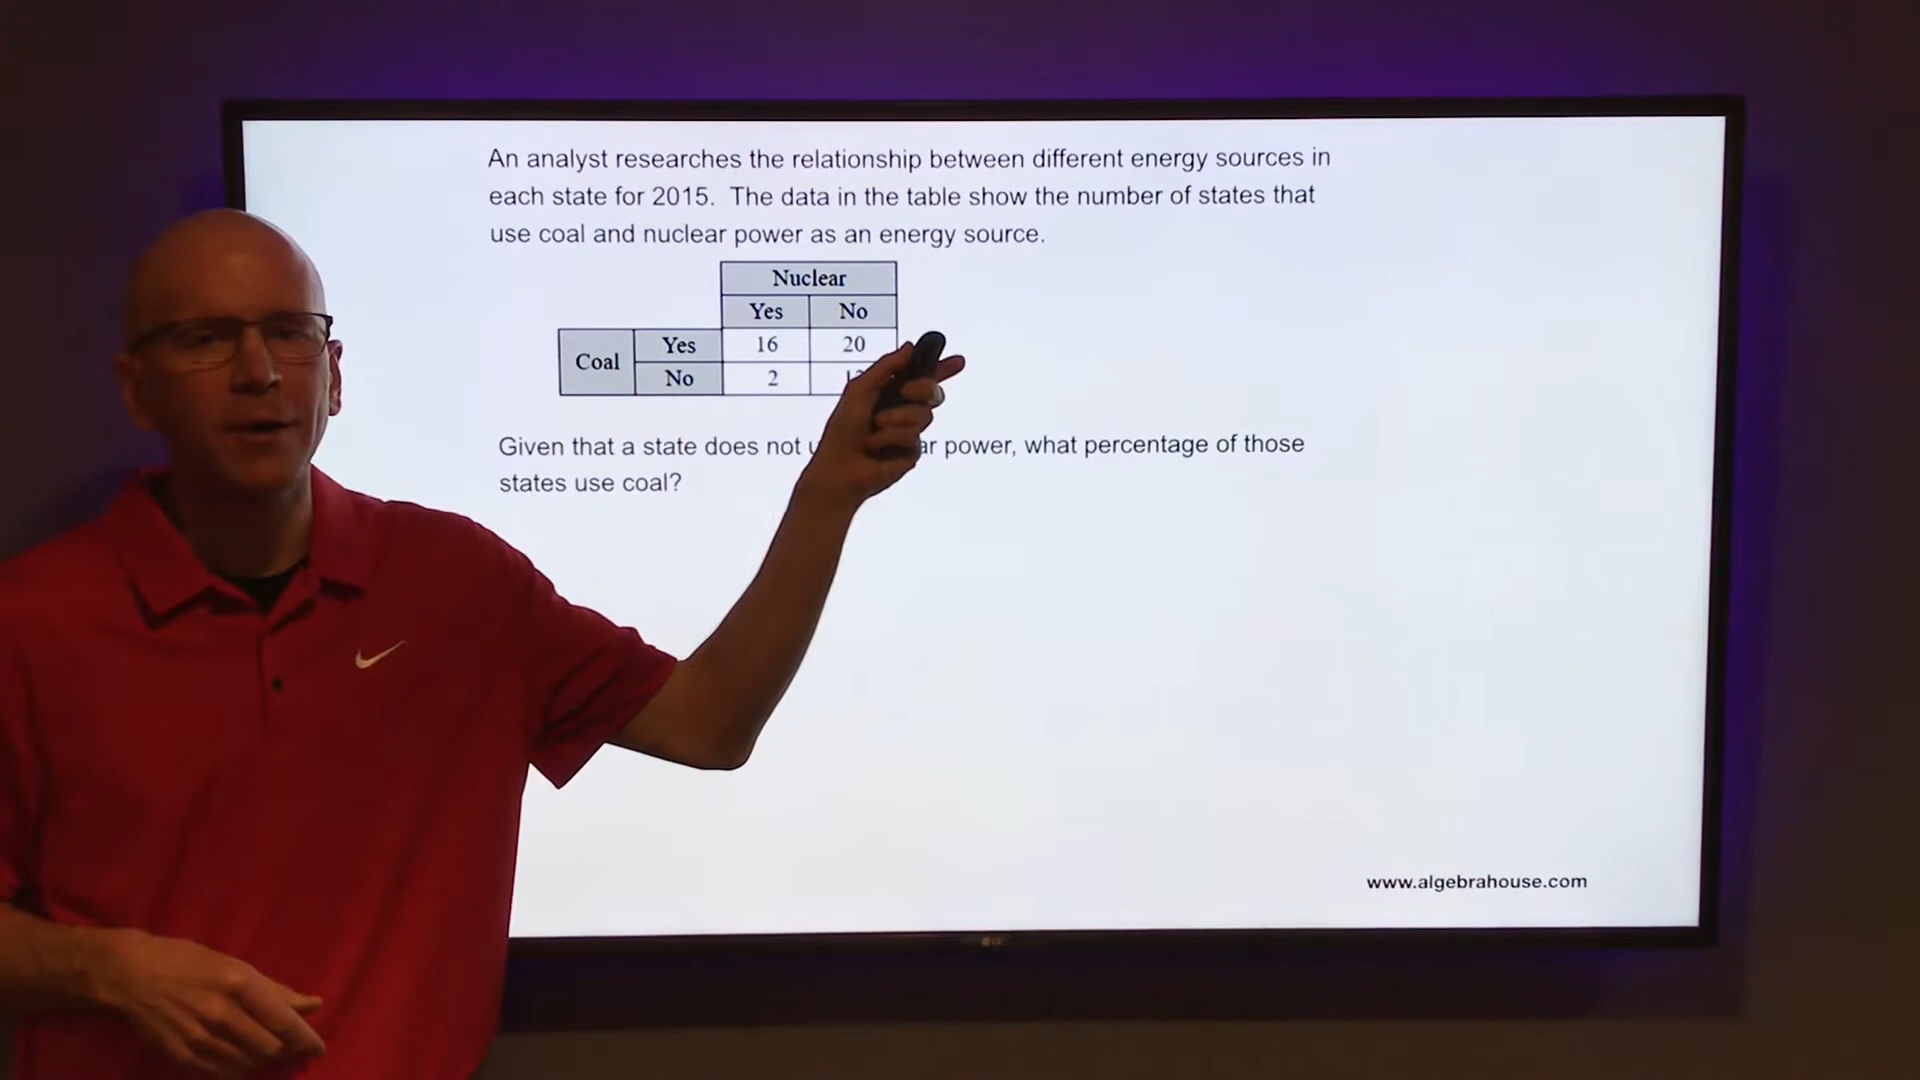 An analyst researches the relationship between different energy sources in
each state for 2015. The data in the table show the number of states that
use coal and nuclear power as an energy source.
Nuclear
Yes No
Coal
Yes 16 20
No 2
Given that a state does not power, what percentage of those
states use coal?
www.algebrahouse.com
LG